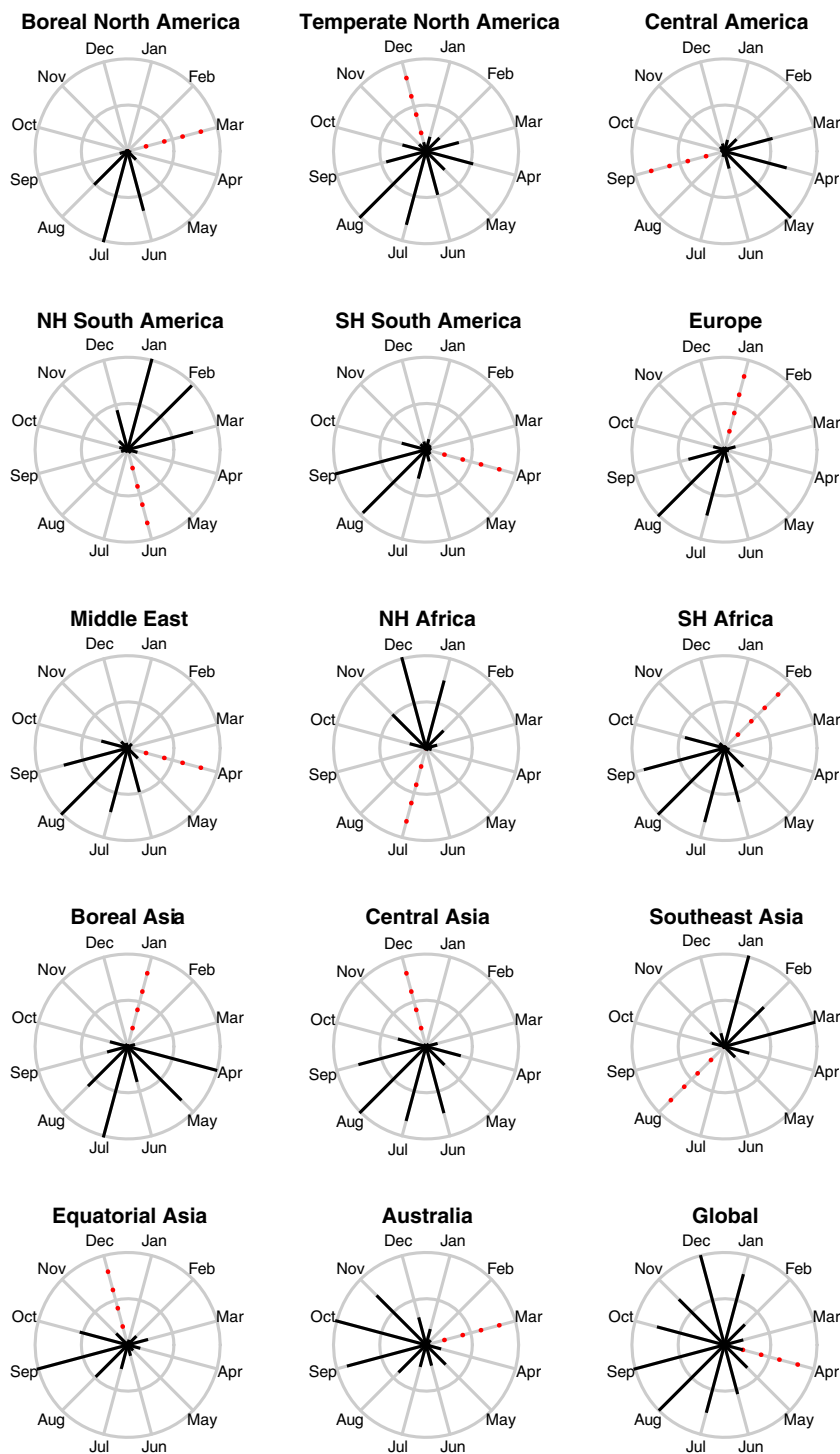 Boreal North America
Temperate North America
Central America
Dec Jan
Nov Feb
Oct Mar
Sep Apr
Aug May
Jul Jun
Dec Jan
Nov Feb
Oct Mar
Sep Apr
Aug May
Jul Jun
Dec Jan
Nov Feb
Oct Mar
Sep Apr
Aug May
Jul Jun
NH South America
SH South America
Europe
Dec Jan
Nov Feb
Oct Mar
Sep Apr
Aug May
Jul Jun
Dec Jan
Nov Feb
Oct Mar
Sep Apr
Aug May
Jul Jun
Dec Jan
Nov Feb
Oct Mar
Sep Apr
Aug May
Jul Jun
Middle East
NH Africa
SH Africa
Dec Jan
Nov Feb
Oct Mar
Sep Apr
Aug May
Jul Jun
Dec Jan
Nov Feb
Oct Mar
Sep Apr
Aug May
Jul Jun
Dec Jan
Nov Feb
Oct Mar
Sep Apr
Aug May
Jul Jun
Boreal Asia
Central Asia
Southeast Asia
Dec Jan
Nov Feb
Oct Mar
Sep Apr
Aug May
Jul Jun
Dec Jan
Nov Feb
Oct Mar
Sep Apr
Aug May
Jul Jun
Dec Jan
Nov Feb
Oct Mar
Sep Apr
Aug May
Jul Jun
Equatorial Asia
Australia
Global
Dec Jan
Nov Feb
Oct Mar
Sep Apr
Aug May
Jul Jun
Dec Jan
Nov Feb
Oct Mar
Sep Apr
Aug May
Jul Jun
Dec Jan
Nov Feb
Oct Mar
Sep Apr
Aug May
Jul Jun